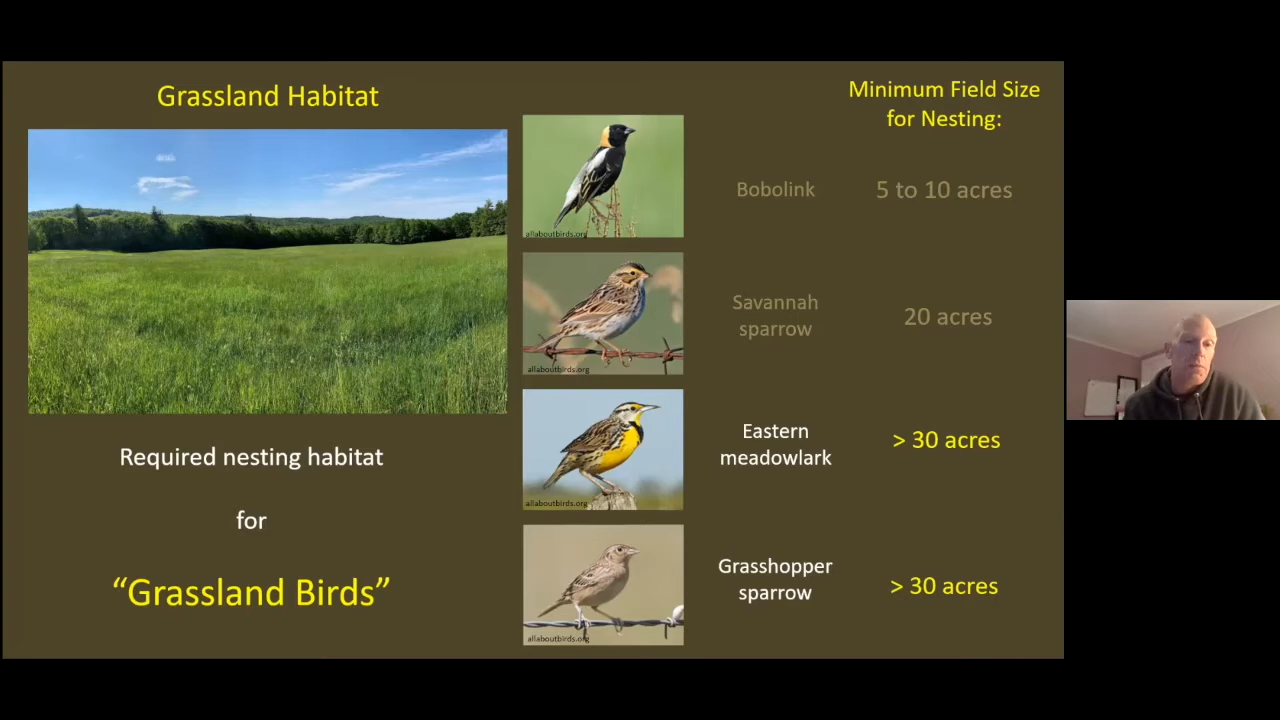 Grassland Habitat
Required nesting habitat
for
“Grassland Birds”
Minimum Field Size
for Nesting:
allaboutbirds.org
Bobolink
5 to 10 acres
allaboutbirds.org
Savannah
sparrow
20 acres
allaboutbirds.org
Eastern
meadowlark
> 30 acres
allaboutbirds.org
Grasshopper
sparrow
> 30 acres